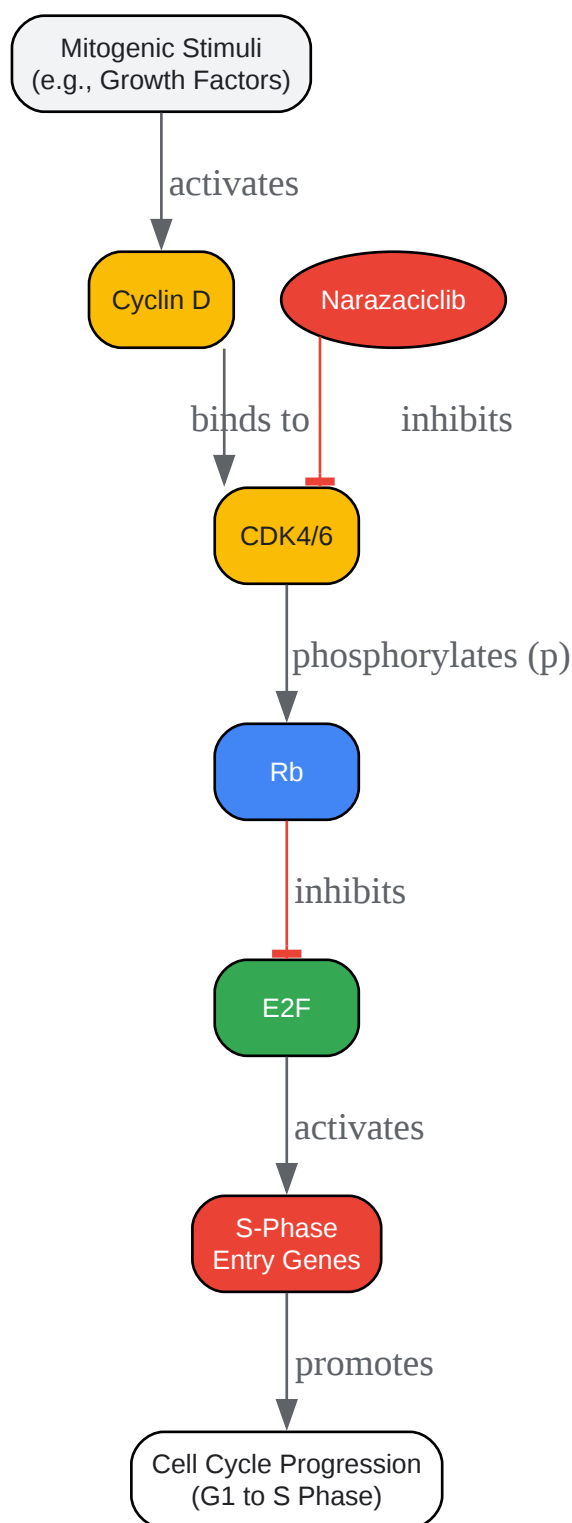 Mitogenic Stimuli
(e.g., Growth Factors)
activates
Cyclin D
Narazaciclib
binds to
inhibits
CDK4/6
phosphorylates (p)
Rb
inhibits
E2F
activates
S-Phase
Entry Genes
promotes
Cell Cycle Progression
(G1 to S Phase)